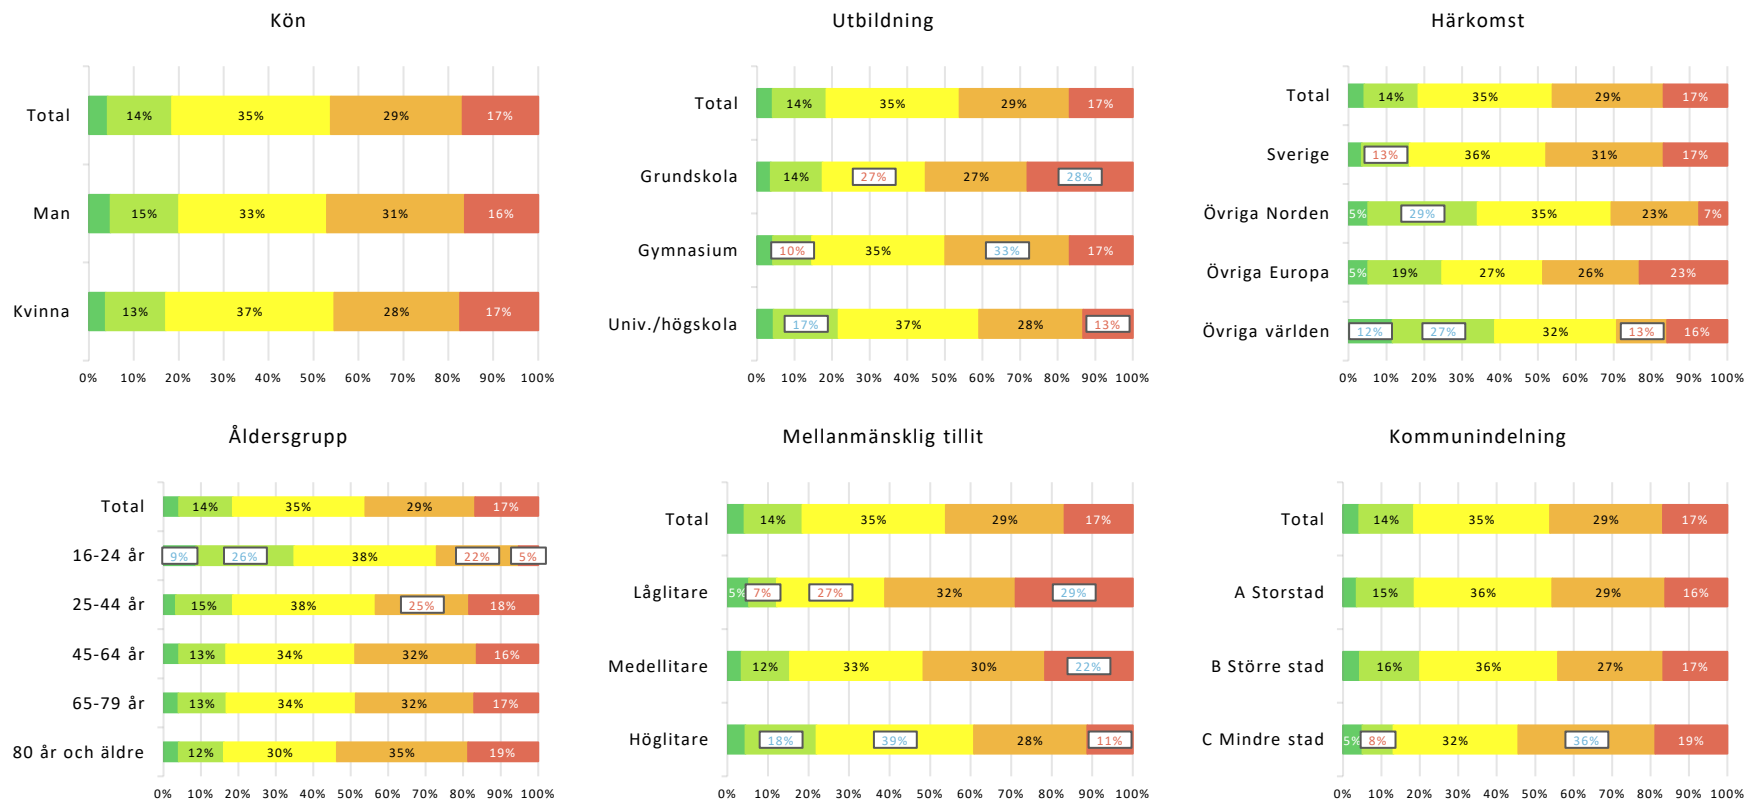 Kön
Total 14% 35% 29% 17%
Man 15% 33% 31% 16%
Kvinna 13% 37% 28% 17%
0% 10% 20% 30% 40% 50% 60% 70% 80% 90% 100%
Utbildning
Total 14% 35% 29% 17%
Grundskola 14% 27% 27% 28%
Gymnasium 10% 35% 33% 17%
Univ./högskola 17% 37% 28% 13%
0% 10% 20% 30% 40% 50% 60% 70% 80% 90% 100%
Härkomst
Total 14% 35% 29% 17%
Sverige 13% 36% 31% 17%
Övriga Norden 5% 29% 35% 23% 7%
Övriga Europa 5% 19% 27% 26% 23%
Övriga världen 12% 27% 32% 13% 16%
0% 10% 20% 30% 40% 50% 60% 70% 80% 90% 100%
Åldersgrupp
Total 14% 35% 29% 17%
16-24 år 9% 26% 38% 22% 5%
25-44 år 15% 38% 25% 18%
45-64 år 13% 34% 32% 16%
65-79 år 13% 34% 32% 17%
80 år och äldre 12% 30% 35% 19%
0% 10% 20% 30% 40% 50% 60% 70% 80% 90% 100%
Mellanmänsklig tillit
Total 14% 35% 29% 17%
Låglitare 5% 7% 27% 32% 29%
Medellitare 12% 33% 30% 22%
Höglitare 18% 39% 28% 11%
0% 10% 20% 30% 40% 50% 60% 70% 80% 90% 100%
Kommunindelning
Total 14% 35% 29% 17%
A Storstad 15% 36% 29% 16%
B Större stad 16% 36% 27% 17%
C Mindre stad 5% 8% 32% 36% 19%
0% 10% 20% 30% 40% 50% 60% 70% 80% 90% 100%